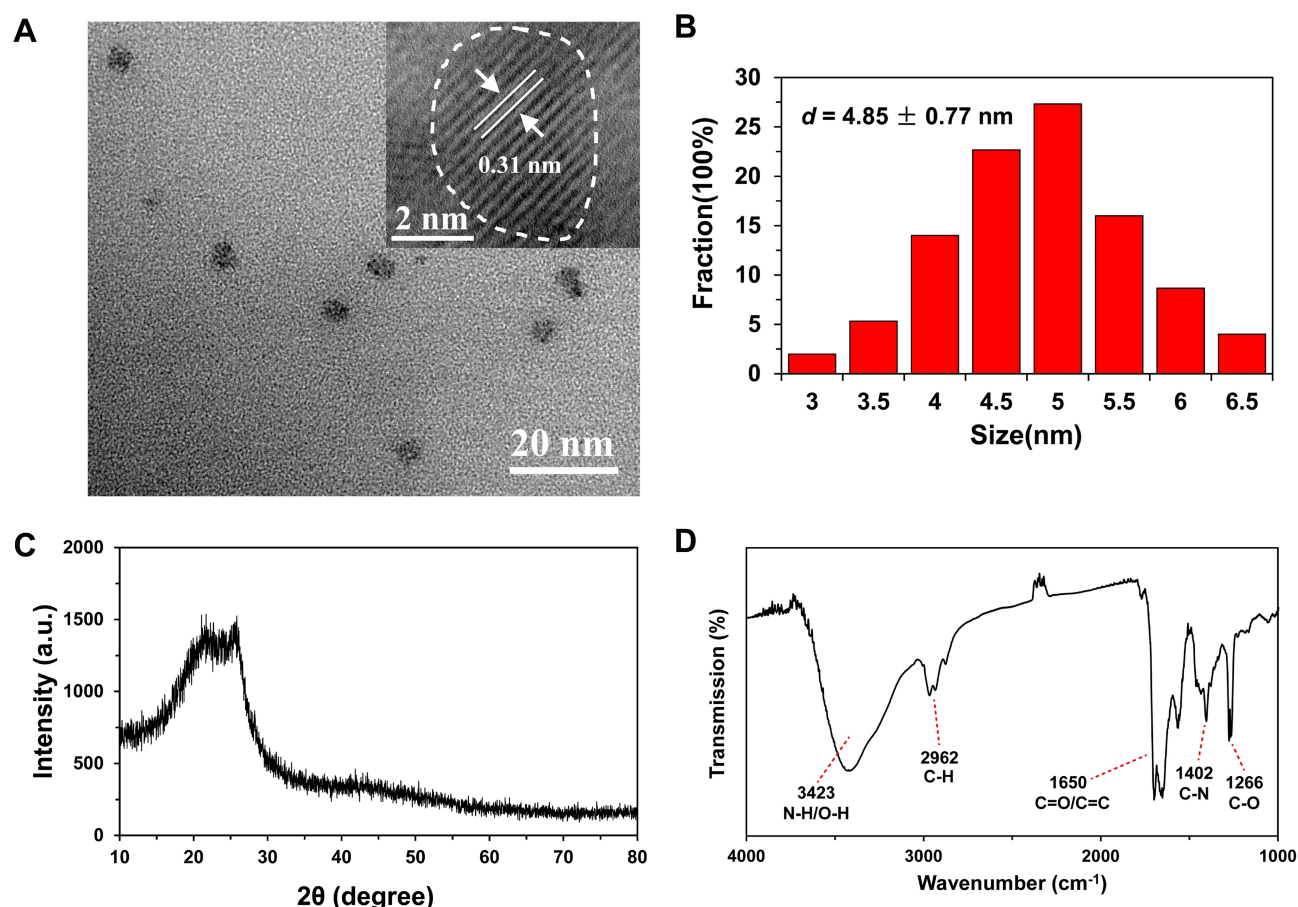 A
0.31 nm
2 nm
20 nm
B
d = 4.85 ± 0.77 nm
Fraction(100%)
30
25
20
15
10
5
0
3 3.5 4 4.5 5 5.5 6 6.5
Size(nm)
C
Intensity (a.u.)
2000
1500
1000
500
0
10 20 30 40 50 60 70 80
2θ (degree)
D
Transmission (%)
3423
N-H/O-H
2962
C-H
1650
C=O/C=C
1402
C-N
1266
C-O
4000 3000 2000 1000
Wavenumber (cm-1)